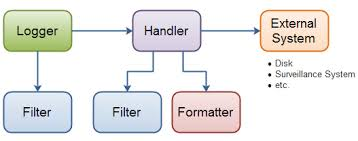 Logger
Handler
External
System
• Disk
• Surveillance System
• etc.
Filter
Filter
Formatter